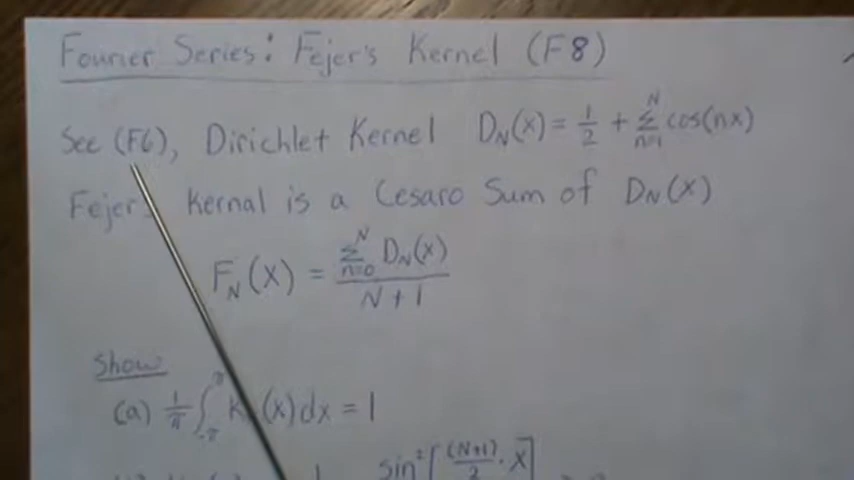 Fourier Series: Fejer's Kernel (F8)
See (F6), Dirichlet Kernel D_N(x) = 1/2 + Σ_{n=1}^{N} cos(nx)
Fejer's Kernal is a Cesaro Sum of D_N(x)
F_N(x) = Σ_{n=0}^{N} D_N(x) / N+1
Show
(a) 1/π ∫_{-π}^{π} K (x)dx = 1
sin²[(N+1)/2 · x]